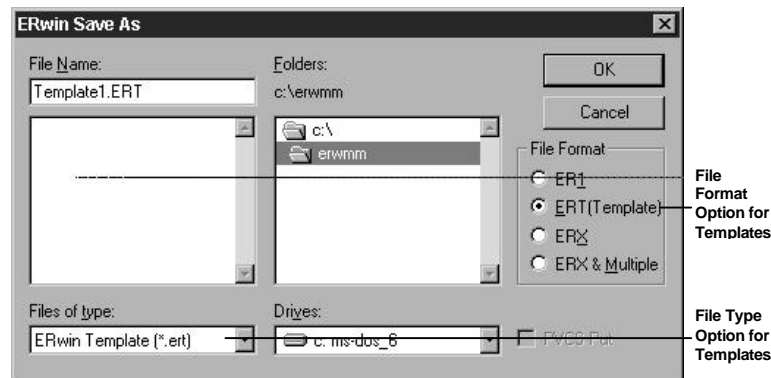 ERwin Save As
File Name:
Template1.ERT
Folders:
c:\erwmm
c:\
erwmm
OK
Cancel
File Format
ER1
ERT(Template)
ERX
ERX & Multiple
Files of type:
ERwin Template (*.ert)
Drives:
c: ms-dos_6
PVCS Put
File
Format
Option for
Templates
File Type
Option for
Templates